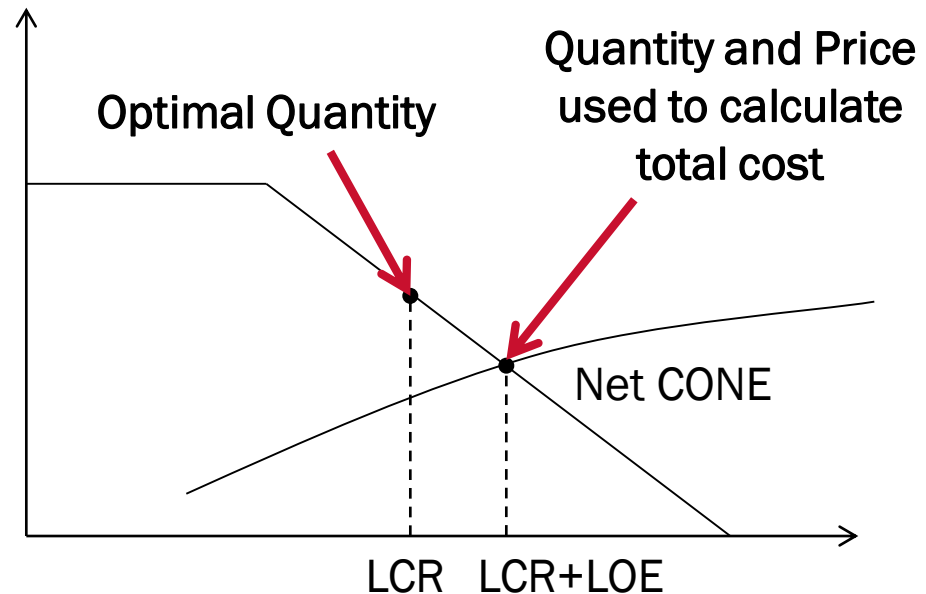 Quantity and Price
used to calculate
total cost
Optimal Quantity
Net CONE
LCR
LCR+LOE